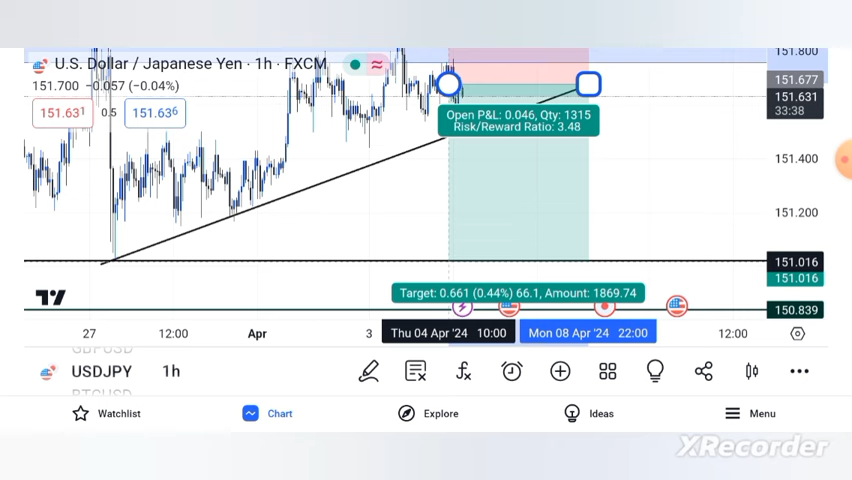 U.S. Dollar / Japanese Yen · 1h · FXCM
151.700 −0.057 (−0.04%)
151.631
0.5
151.636
151.800
151.677
151.631
33:38
151.400
151.200
151.016
151.016
150.839
Open P&L: 0.046, Qty: 1315
Risk/Reward Ratio: 3.48
Target: 0.661 (0.44%) 66.1, Amount: 1869.74
27
12:00
Apr
3
Thu 04 Apr '24 10:00
Mon 08 Apr '24 22:00
12:00
GBPUSD
USDJPY 1h
BTCUSD
Watchlist
Chart
Explore
Ideas
Menu
XRecorder